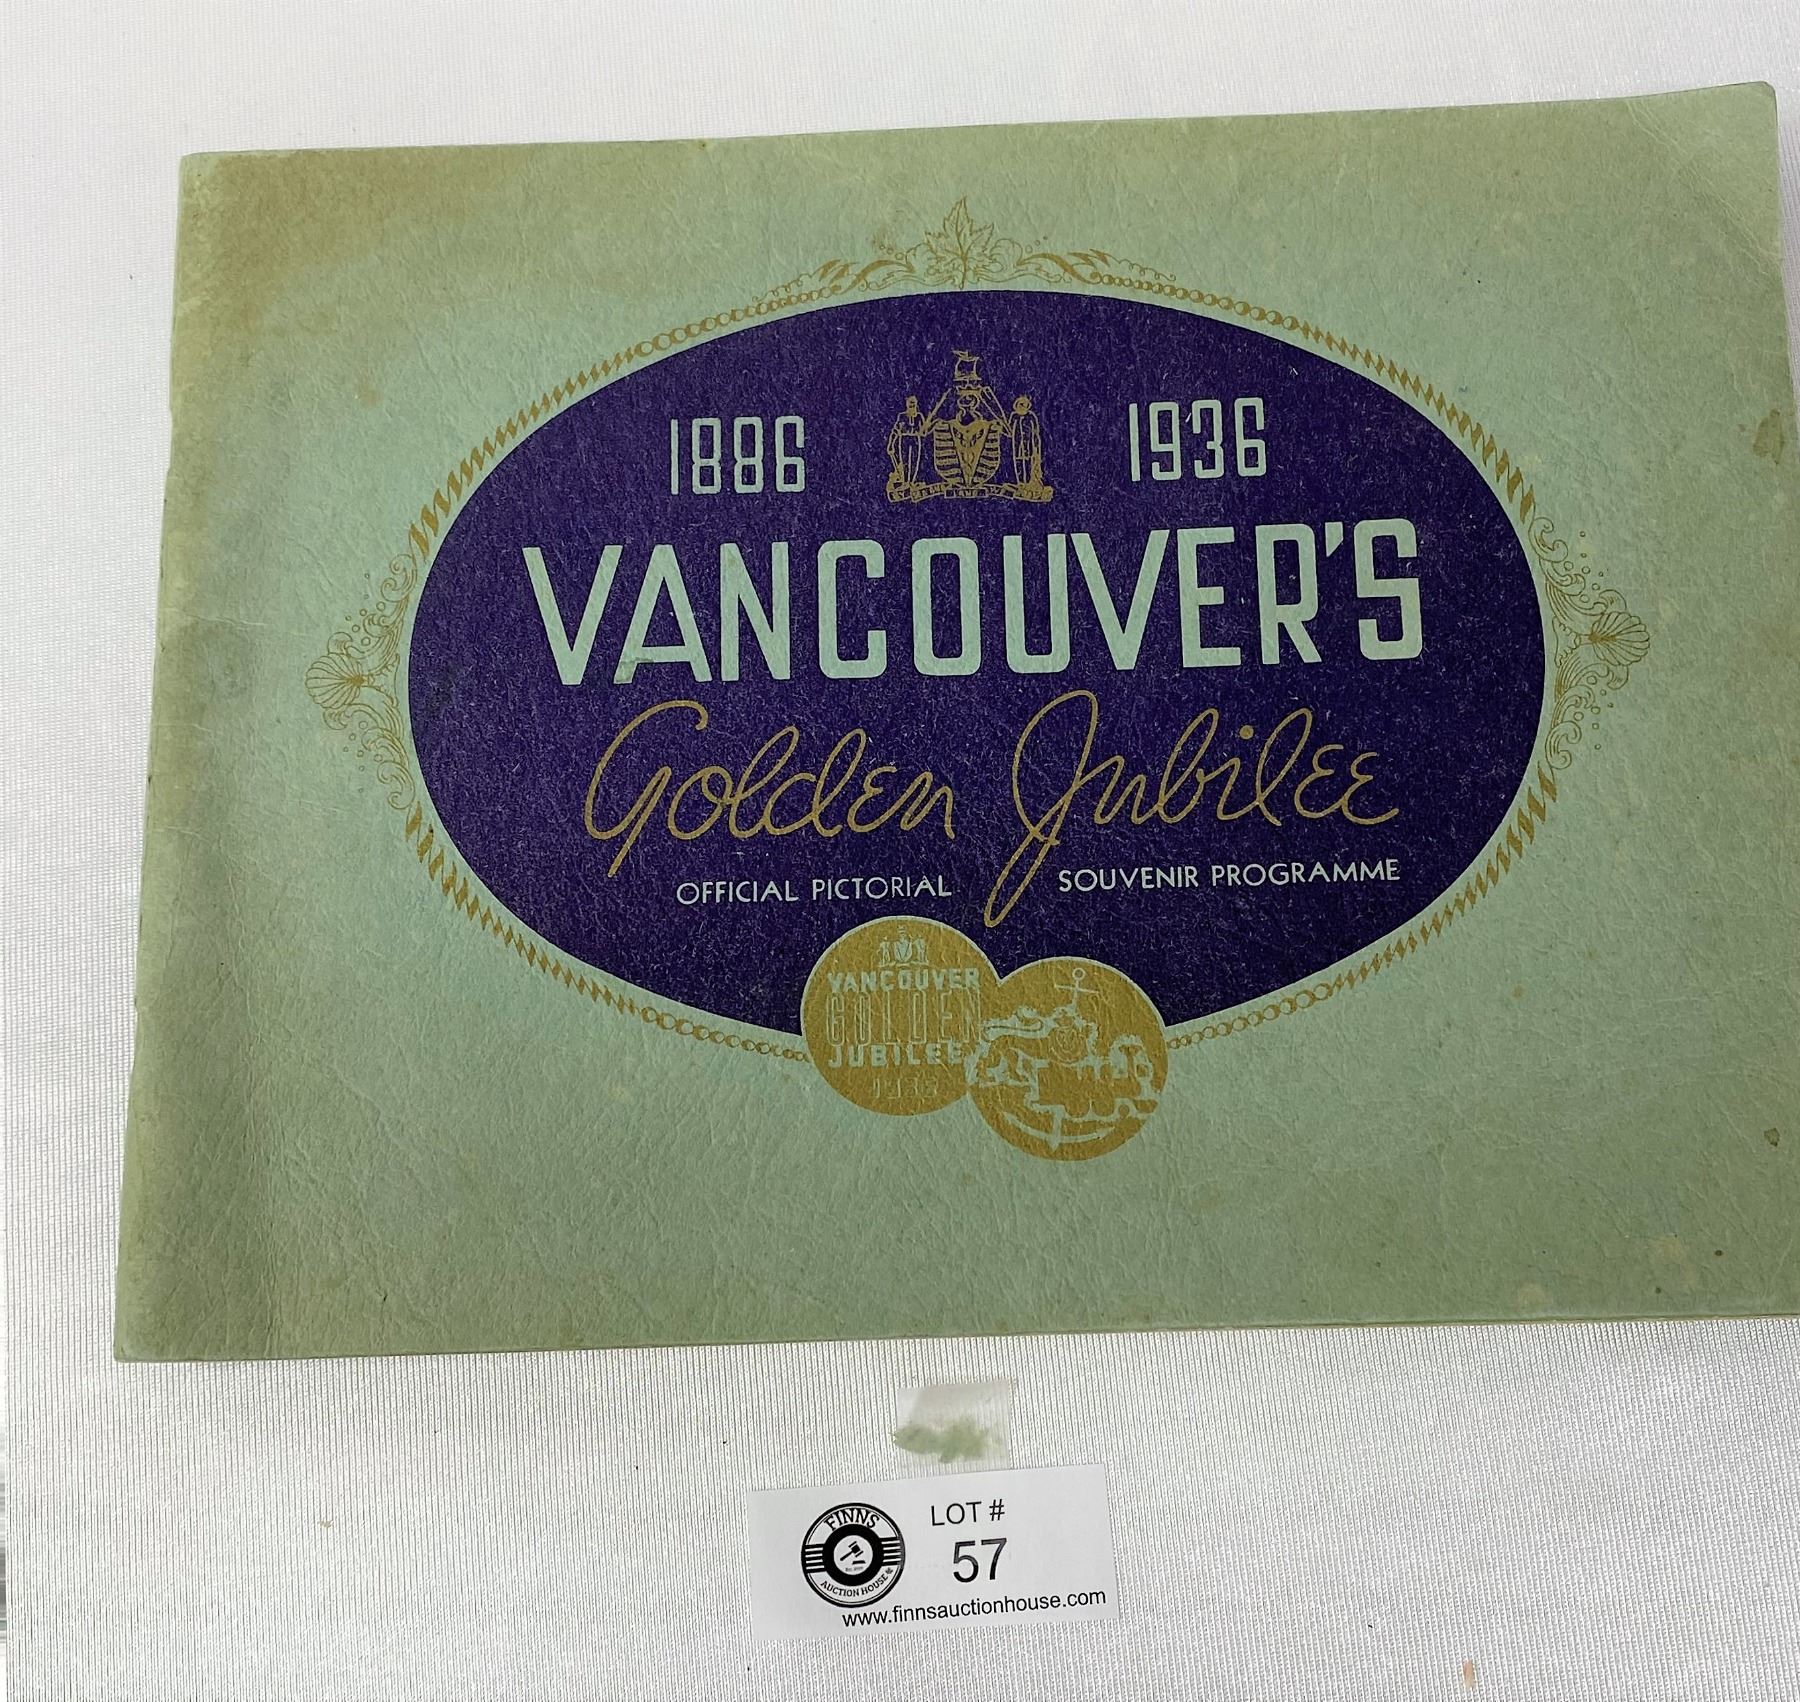 1886 1936
VANCOUVER'S
Golden Jubilee
OFFICIAL PICTORIAL SOUVENIR PROGRAMME
VANCOUVER
GOLDEN
JUBILEE
1936
FINNS
AUCTION HOUSE
LOT #
57
www.finnsauctionhouse.com